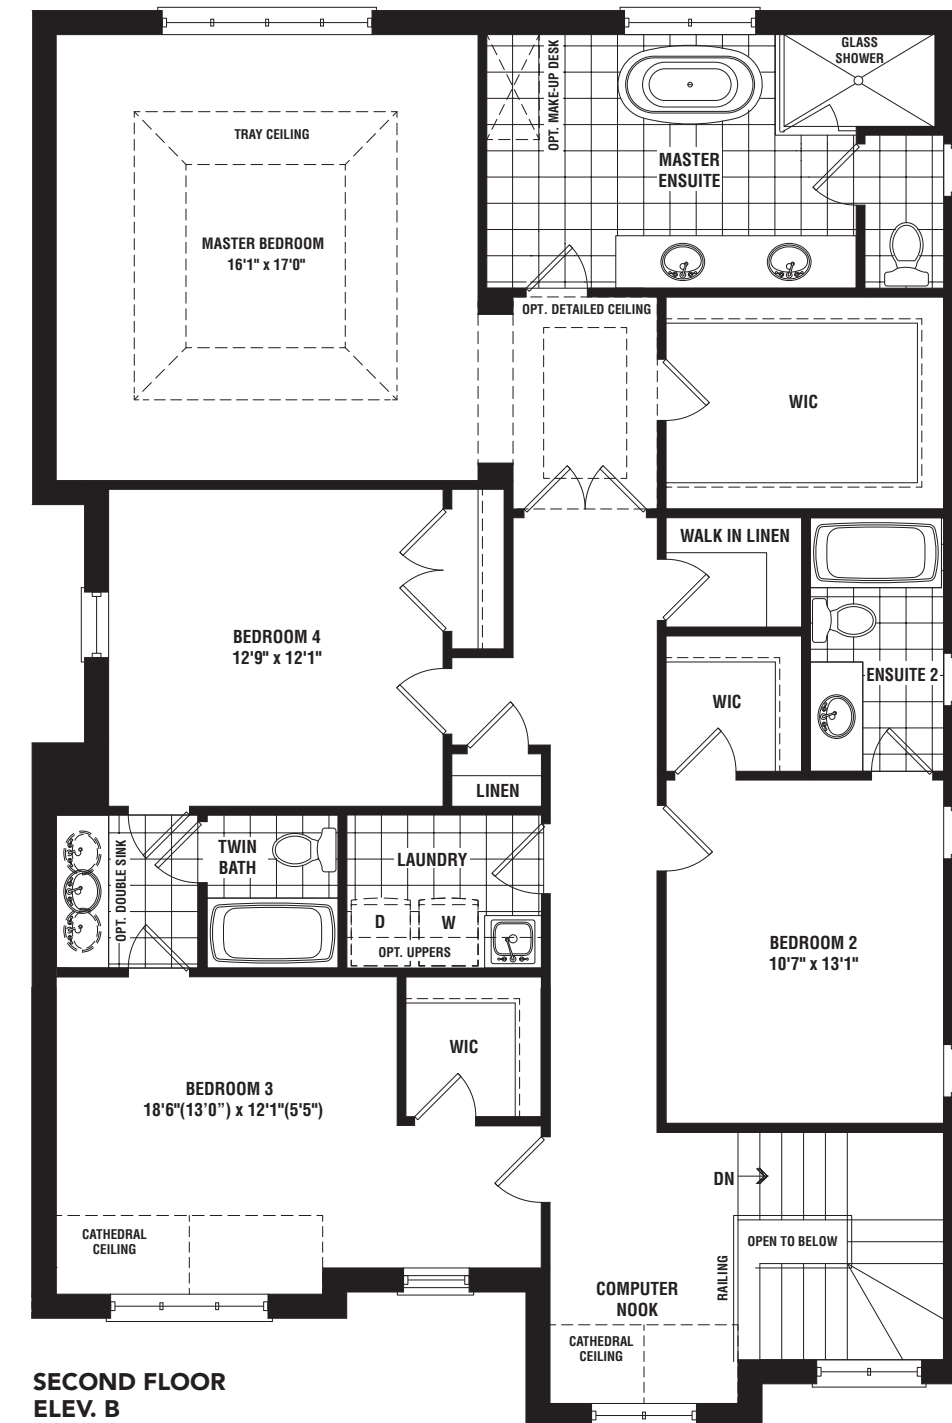 GLASS
SHOWER
OPT. MAKE-UP DESK
TRAY CEILING
MASTER
ENSUITE
MASTER BEDROOM
16'1" x 17'0"
OPT. DETAILED CEILING
WIC
WALK IN LINEN
BEDROOM 4
12'9" x 12'1"
ENSUITE 2
WIC
LINEN
TWIN
BATH
OPT. DOUBLE SINK
LAUNDRY
D
W
OPT. UPPERS
BEDROOM 2
10'7" x 13'1"
WIC
BEDROOM 3
18'6"(13’0”) x 12'1"(5'5")
DN
CATHEDRAL
CEILING
OPEN TO BELOW
RAILING
COMPUTER
NOOK
CATHEDRAL
CEILING
SECOND FLOOR
ELEV. B